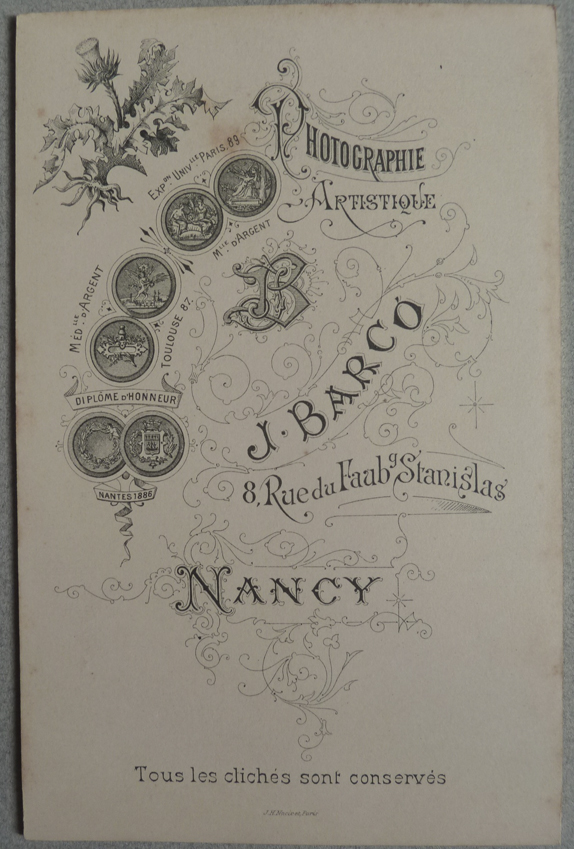 PHOTOGRAPHIE
ARTISTIQUE
EXP.ON UNIV.LLE PARIS. 89.
M.LLE D'ARGENT
MÉD.LLE D'ARGENT
TOULOUSE 87.
DIPLÔME D'HONNEUR
NANTES 1886
B
J. BARCO
8, Rue du Faubg Stanislas
NANCY
Tous les clichés sont conservés